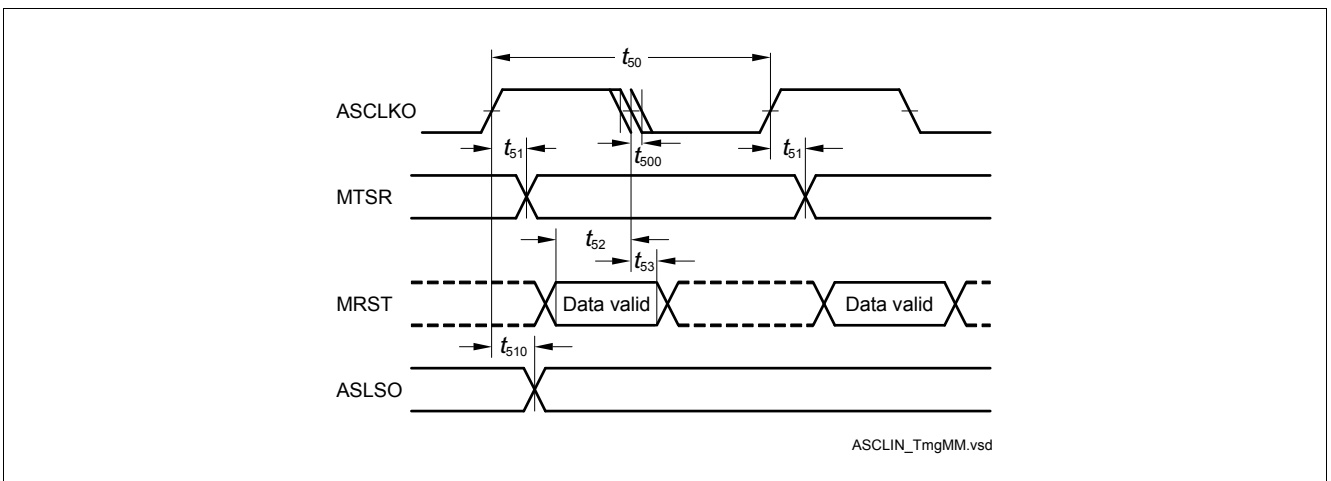 t50
ASCLKO
t51 t500 t51
MTSR
t52
t53
MRST Data valid Data valid
t510
ASLSO
ASCLIN_TmgMM.vsd